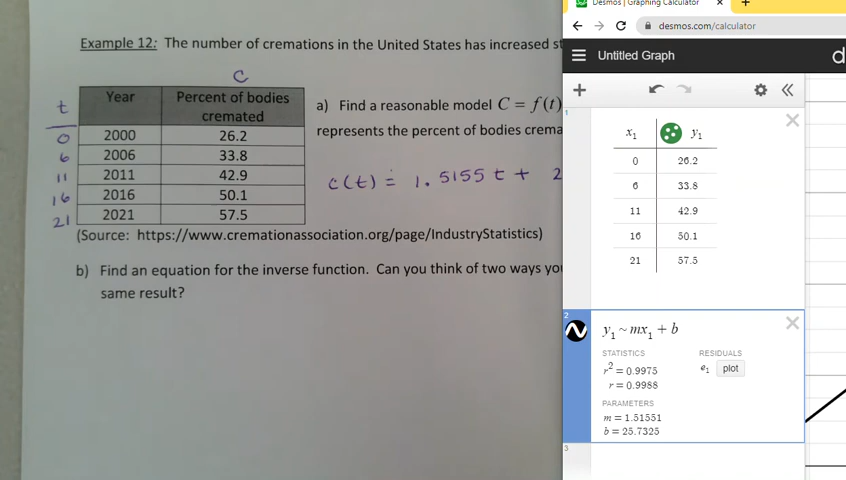 Example 12: The number of cremations in the United States has increased st
C
t
Year Percent of bodies cremated
0 2000 26.2
6 2006 33.8
11 2011 42.9
16 2016 50.1
21 2021 57.5
(Source: https://www.cremationassociation.org/page/IndustryStatistics)
a) Find a reasonable model C = f(t)
represents the percent of bodies crema
c(t) ≐ 1.5155 t + 2
b) Find an equation for the inverse function. Can you think of two ways yo
same result?
Desmos | Graphing Calculator
desmos.com/calculator
Untitled Graph
d
1
x₁ y₁
0 26.2
6 33.8
11 42.9
16 50.1
21 57.5
2
y₁ ~ mx₁ + b
STATISTICS RESIDUALS
r² = 0.9975 e₁ plot
r = 0.9988
PARAMETERS
m = 1.51551
b = 25.7325
3